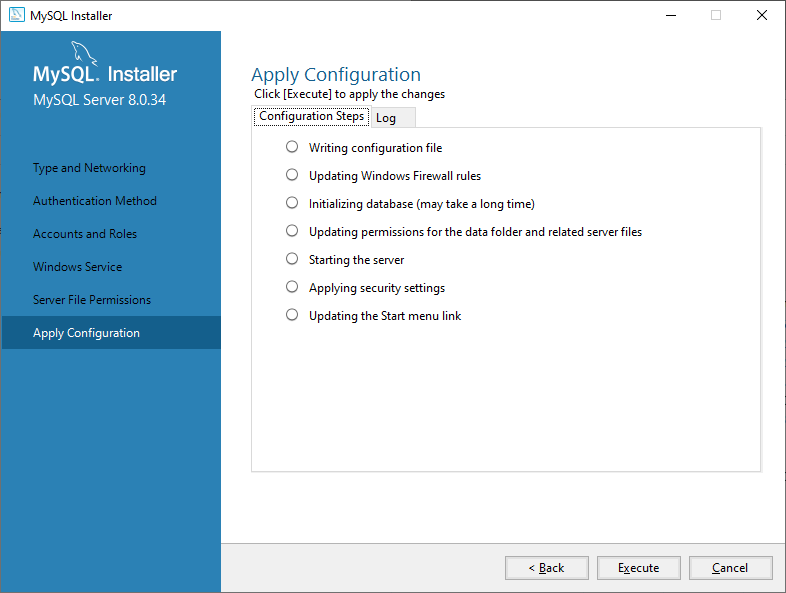 MySQL Installer
MySQL. Installer
MySQL Server 8.0.34
Type and Networking
Authentication Method
Accounts and Roles
Windows Service
Server File Permissions
Apply Configuration
Apply Configuration
Click [Execute] to apply the changes
Configuration Steps Log
Writing configuration file
Updating Windows Firewall rules
Initializing database (may take a long time)
Updating permissions for the data folder and related server files
Starting the server
Applying security settings
Updating the Start menu link
< Back Execute Cancel